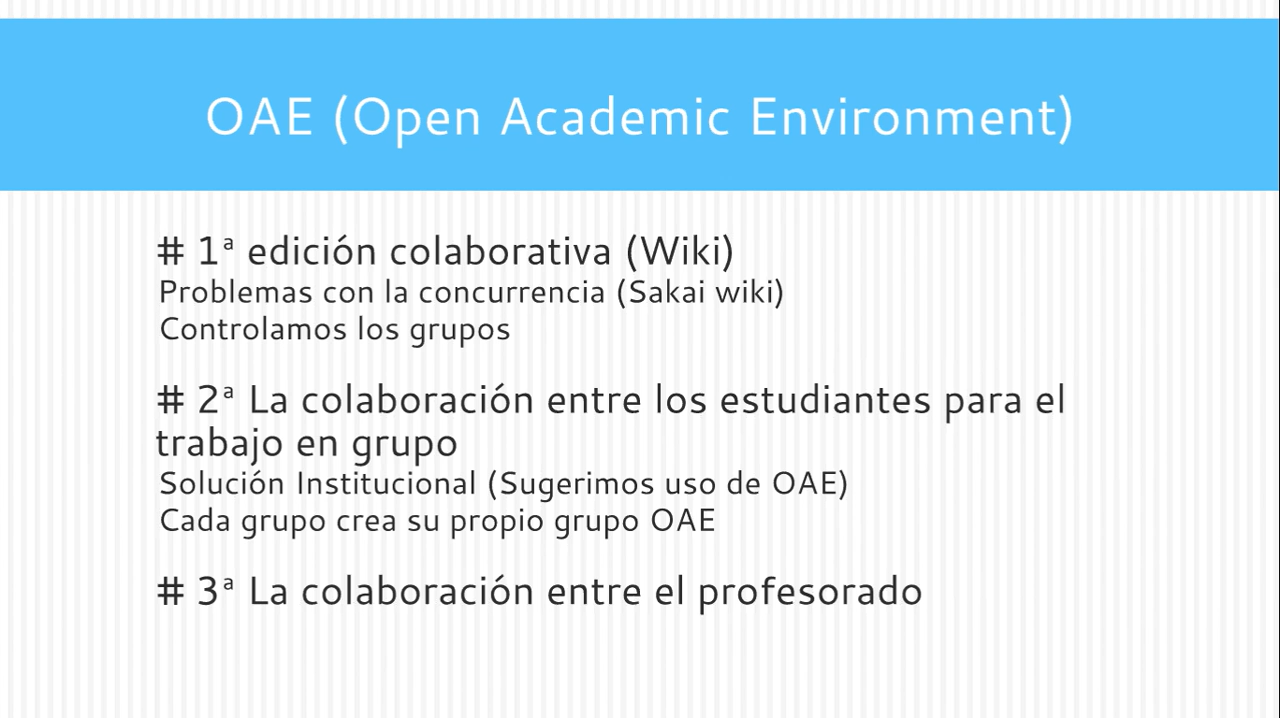 OAE (Open Academic Environment)
# 1ª edición colaborativa (Wiki)
Problemas con la concurrencia (Sakai wiki)
Controlamos los grupos
# 2ª La colaboración entre los estudiantes para el
trabajo en grupo
Solución Institucional (Sugerimos uso de OAE)
Cada grupo crea su propio grupo OAE
# 3ª La colaboración entre el profesorado